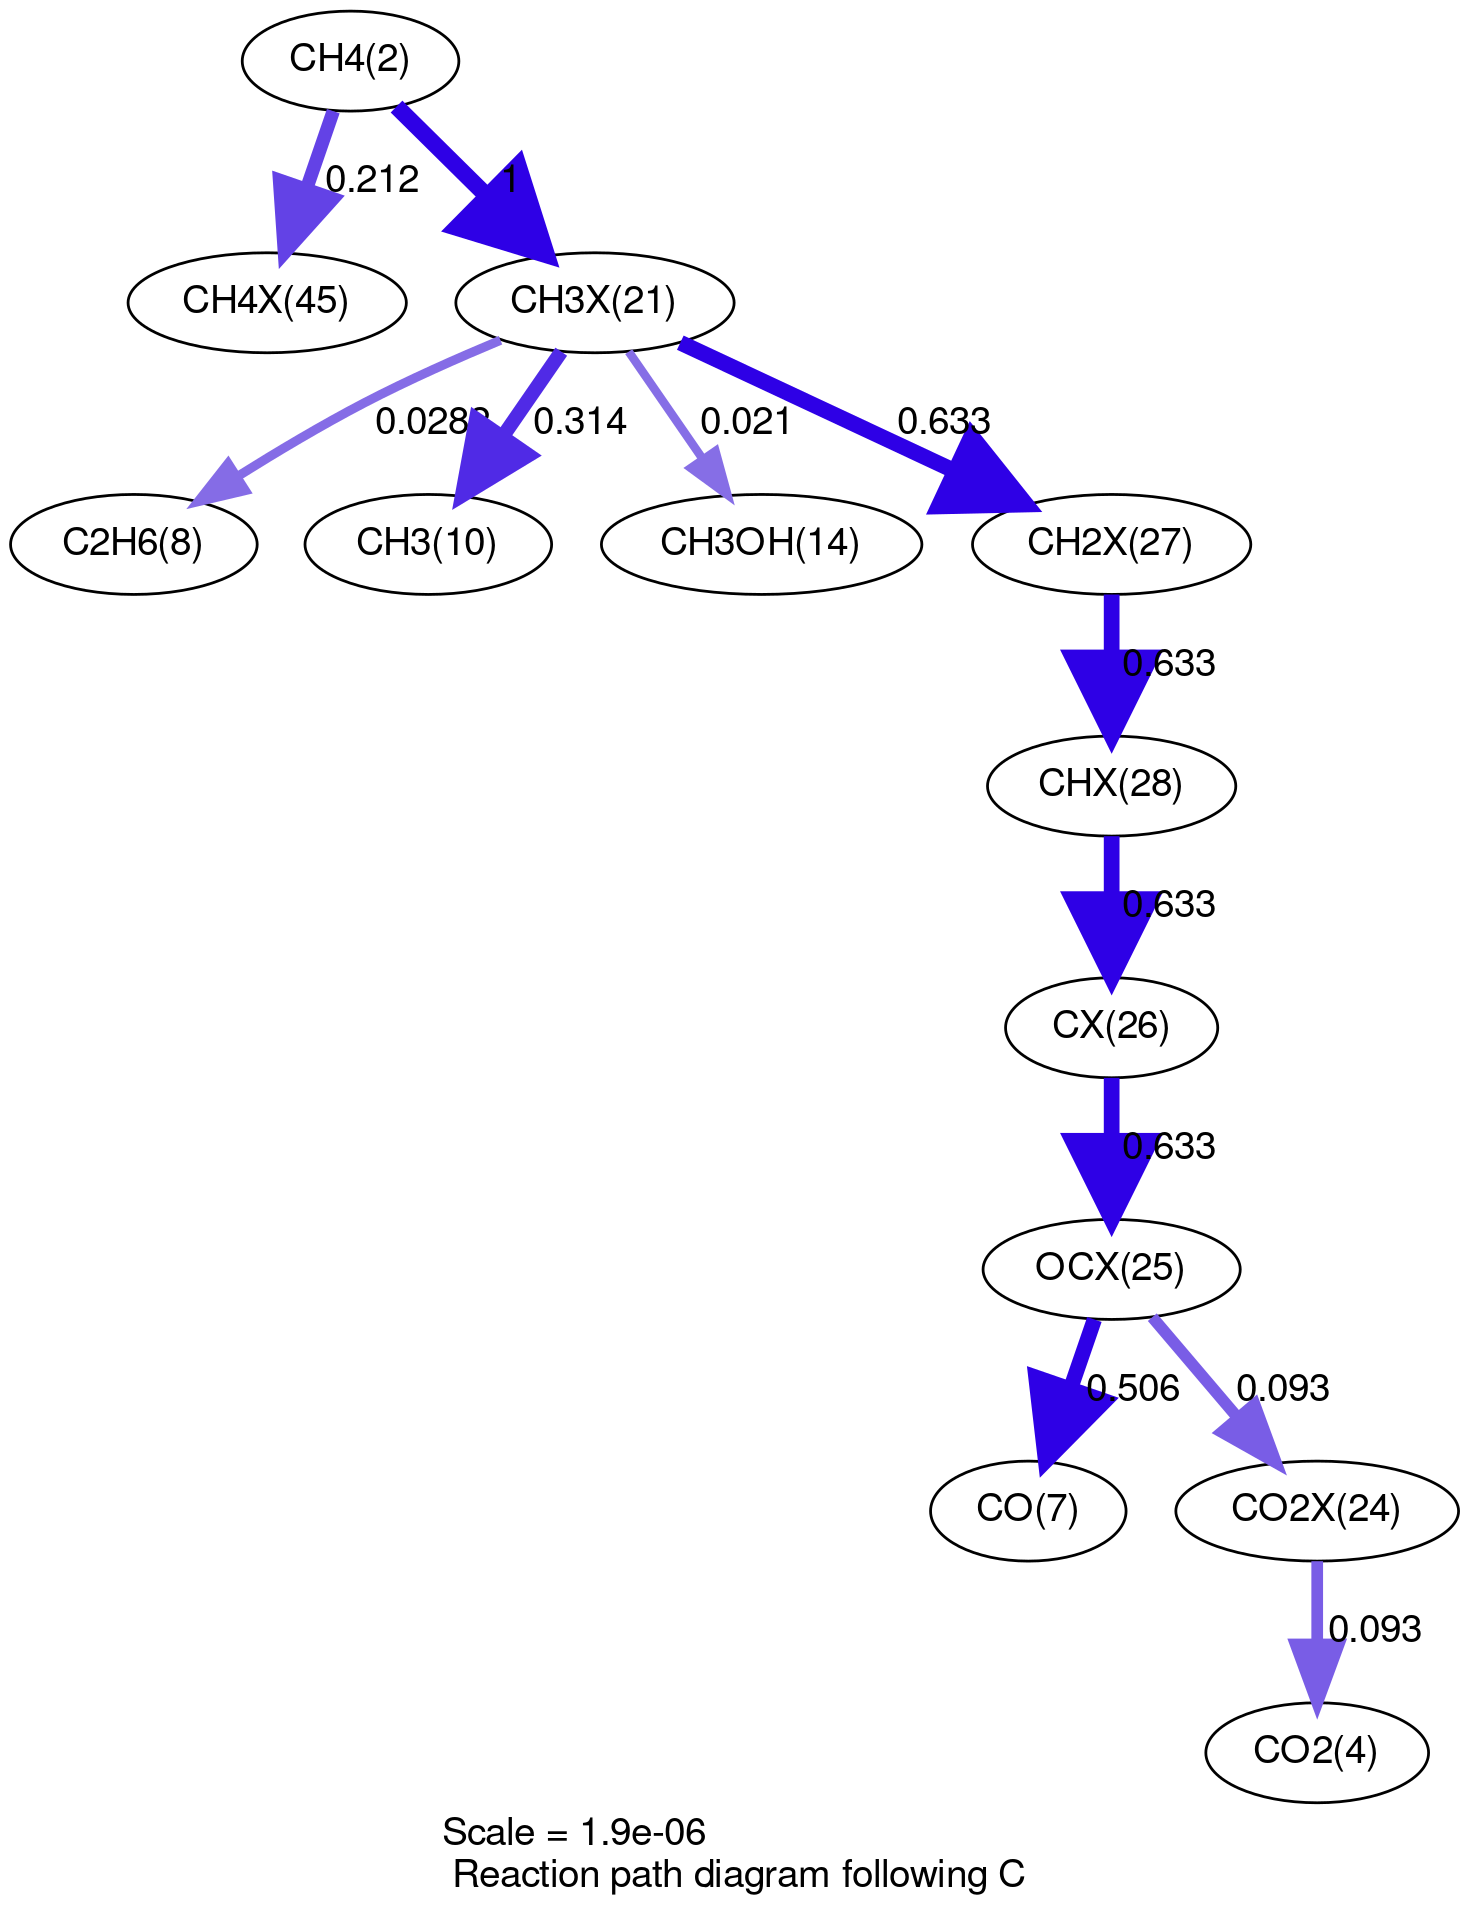 CH4(2)
0.212
1
CH4X(45)
CH3X(21)
0.314
0.021
0.633
C2H6(8)
CH3(10)
CH3OH(14)
CH2X(27)
0.633
CHX(28)
0.633
CX(26)
0.633
OCX(25)
0.506
0.093
CO(7)
CO2X(24)
0.093
CO2(4)
Scale = 1.9e-06
Reaction path diagram following C